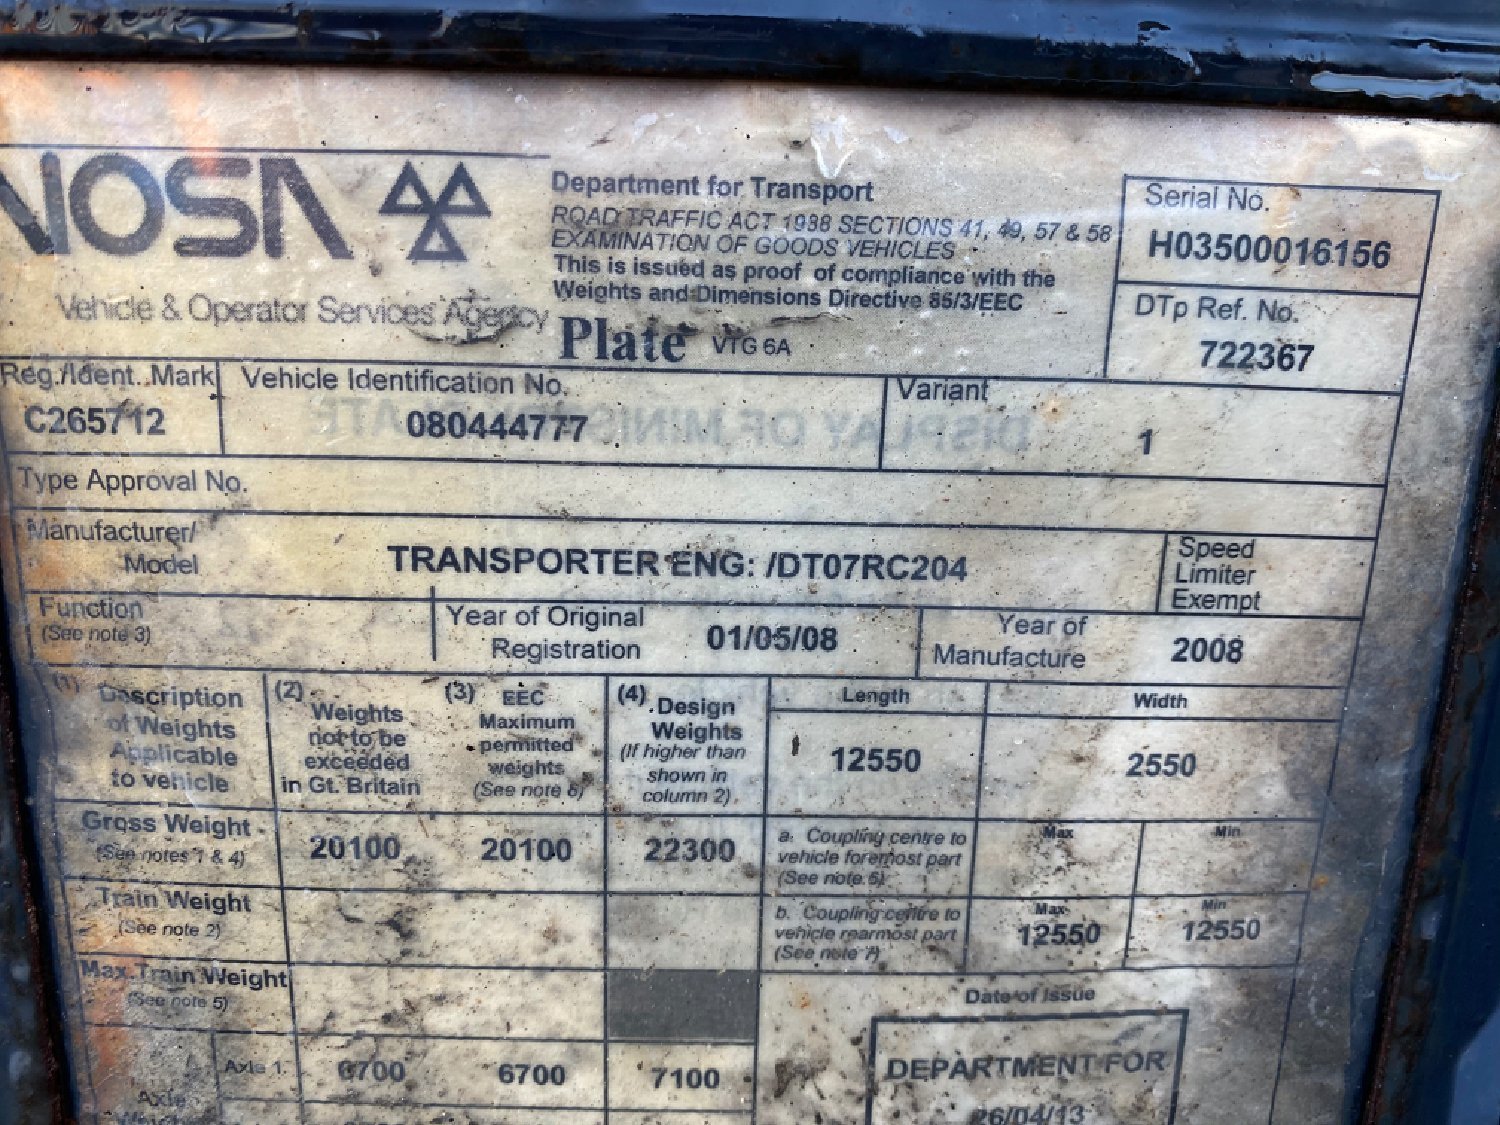 VOSA
Vehicle & Operator Services Agency
Department for Transport
ROAD TRAFFIC ACT 1988 SECTIONS 41, 49, 57 & 58
EXAMINATION OF GOODS VEHICLES
This is issued as proof of compliance with the
Weights and Dimensions Directive 85/3/EEC
Plate VTG 6A
Serial No.
H03500016156
DTp Ref. No.
722367
Reg./Ident. Mark
C265712
Vehicle Identification No.
080444777
Variant
1
Type Approval No.
Manufacturer/
Model
TRANSPORTER ENG: /DT07RC204
Speed
Limiter
Exempt
Function
(See note 3)
Year of Original
Registration
01/05/08
Year of
Manufacture
2008
(1) Description
of Weights
Applicable
to vehicle
(2) Weights
not to be
exceeded
in Gt. Britain
(3) EEC
Maximum
permitted
weights
(See note 6)
(4) Design
Weights
(If higher than
shown in
column 2)
Length
12550
Width
2550
Gross Weight
(See notes 1 & 4)
20100
20100
22300
a. Coupling centre to
vehicle foremost part
(See note 5)
Max
Min
Train Weight
(See note 2)
b. Coupling centre to
vehicle rearmost part
(See note 7)
Max
12550
Min
12550
Max. Train Weight
(See note 5)
Date of Issue
DEPARTMENT FOR
26/04/13
Axle
Axle 1.
6700
6700
7100